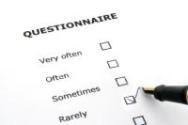 QUESTIONNAIRE
Very often
Often
Sometimes
Rarely